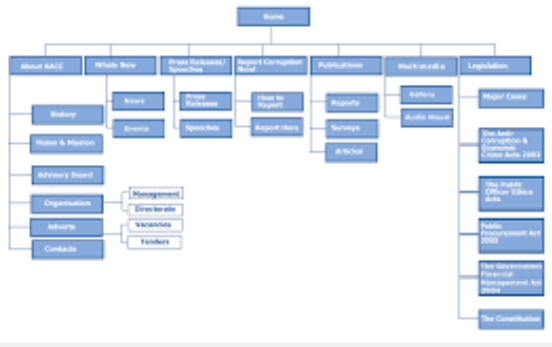 Home
About KACC
Whats New
Press Releases/
Speeches
Report Corruption
Now!
Publications
Multimedia
Legislation
History
Vision & Mission
Advisory Board
Organisation
Adverts
Contacts
Management
Directorate
Vacancies
Tenders
News
Events
Press
Releases
Speeches
How to
Report
Report Here
Reports
Surveys
Articles
Gallery
Audio Visual
Major Cases
The Anti-
Corruption &
Economic
Crime Acts 2003
The Public
Officer Ethics
Acts
Public
Procurement Act
The Government
Financial
Management Act
2004
The Constitution